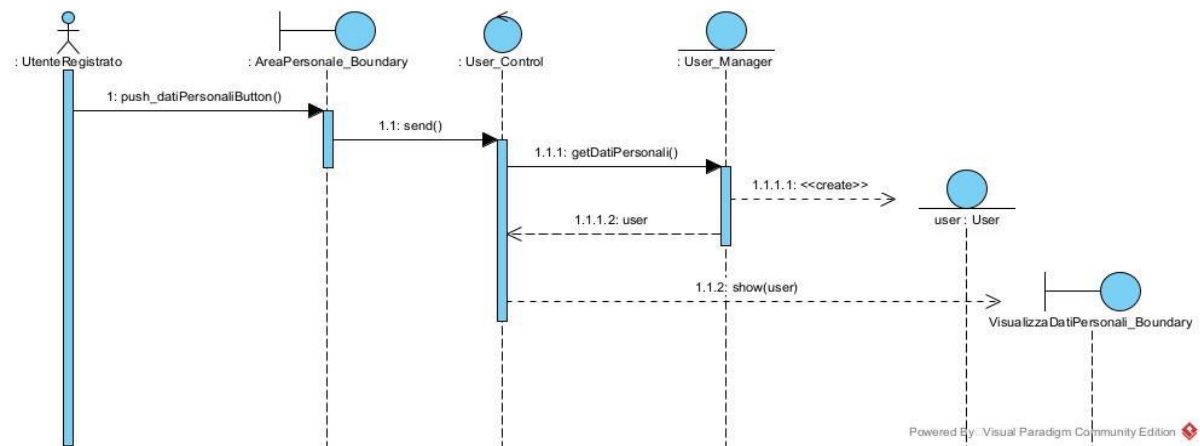 : UtenteRegistrato
: AreaPersonale_Boundary
: User_Control
: User_Manager
1: push_datiPersonaliButton()
1.1: send()
1.1.1: getDatiPersonali()
1.1.1.1: <<create>>
user : User
1.1.1.2: user
1.1.2: show(user)
VisualizzaDatiPersonali_Boundary
Powered By Visual Paradigm Community Edition